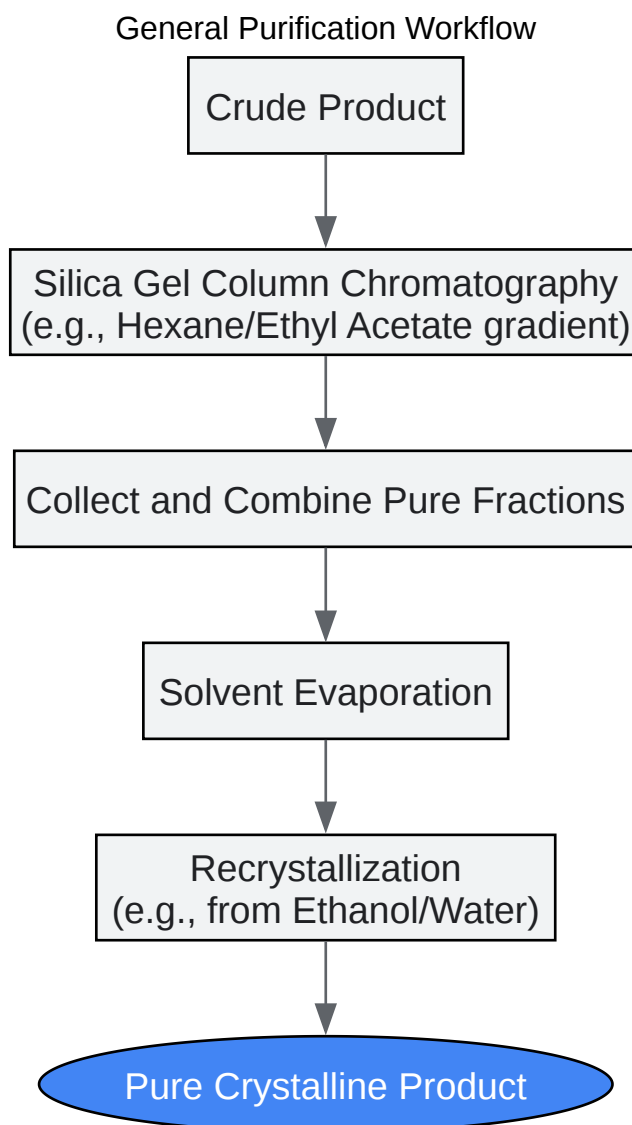 General Purification Workflow
Crude Product
Silica Gel Column Chromatography
(e.g., Hexane/Ethyl Acetate gradient)
Collect and Combine Pure Fractions
Solvent Evaporation
Recrystallization
(e.g., from Ethanol/Water)
Pure Crystalline Product